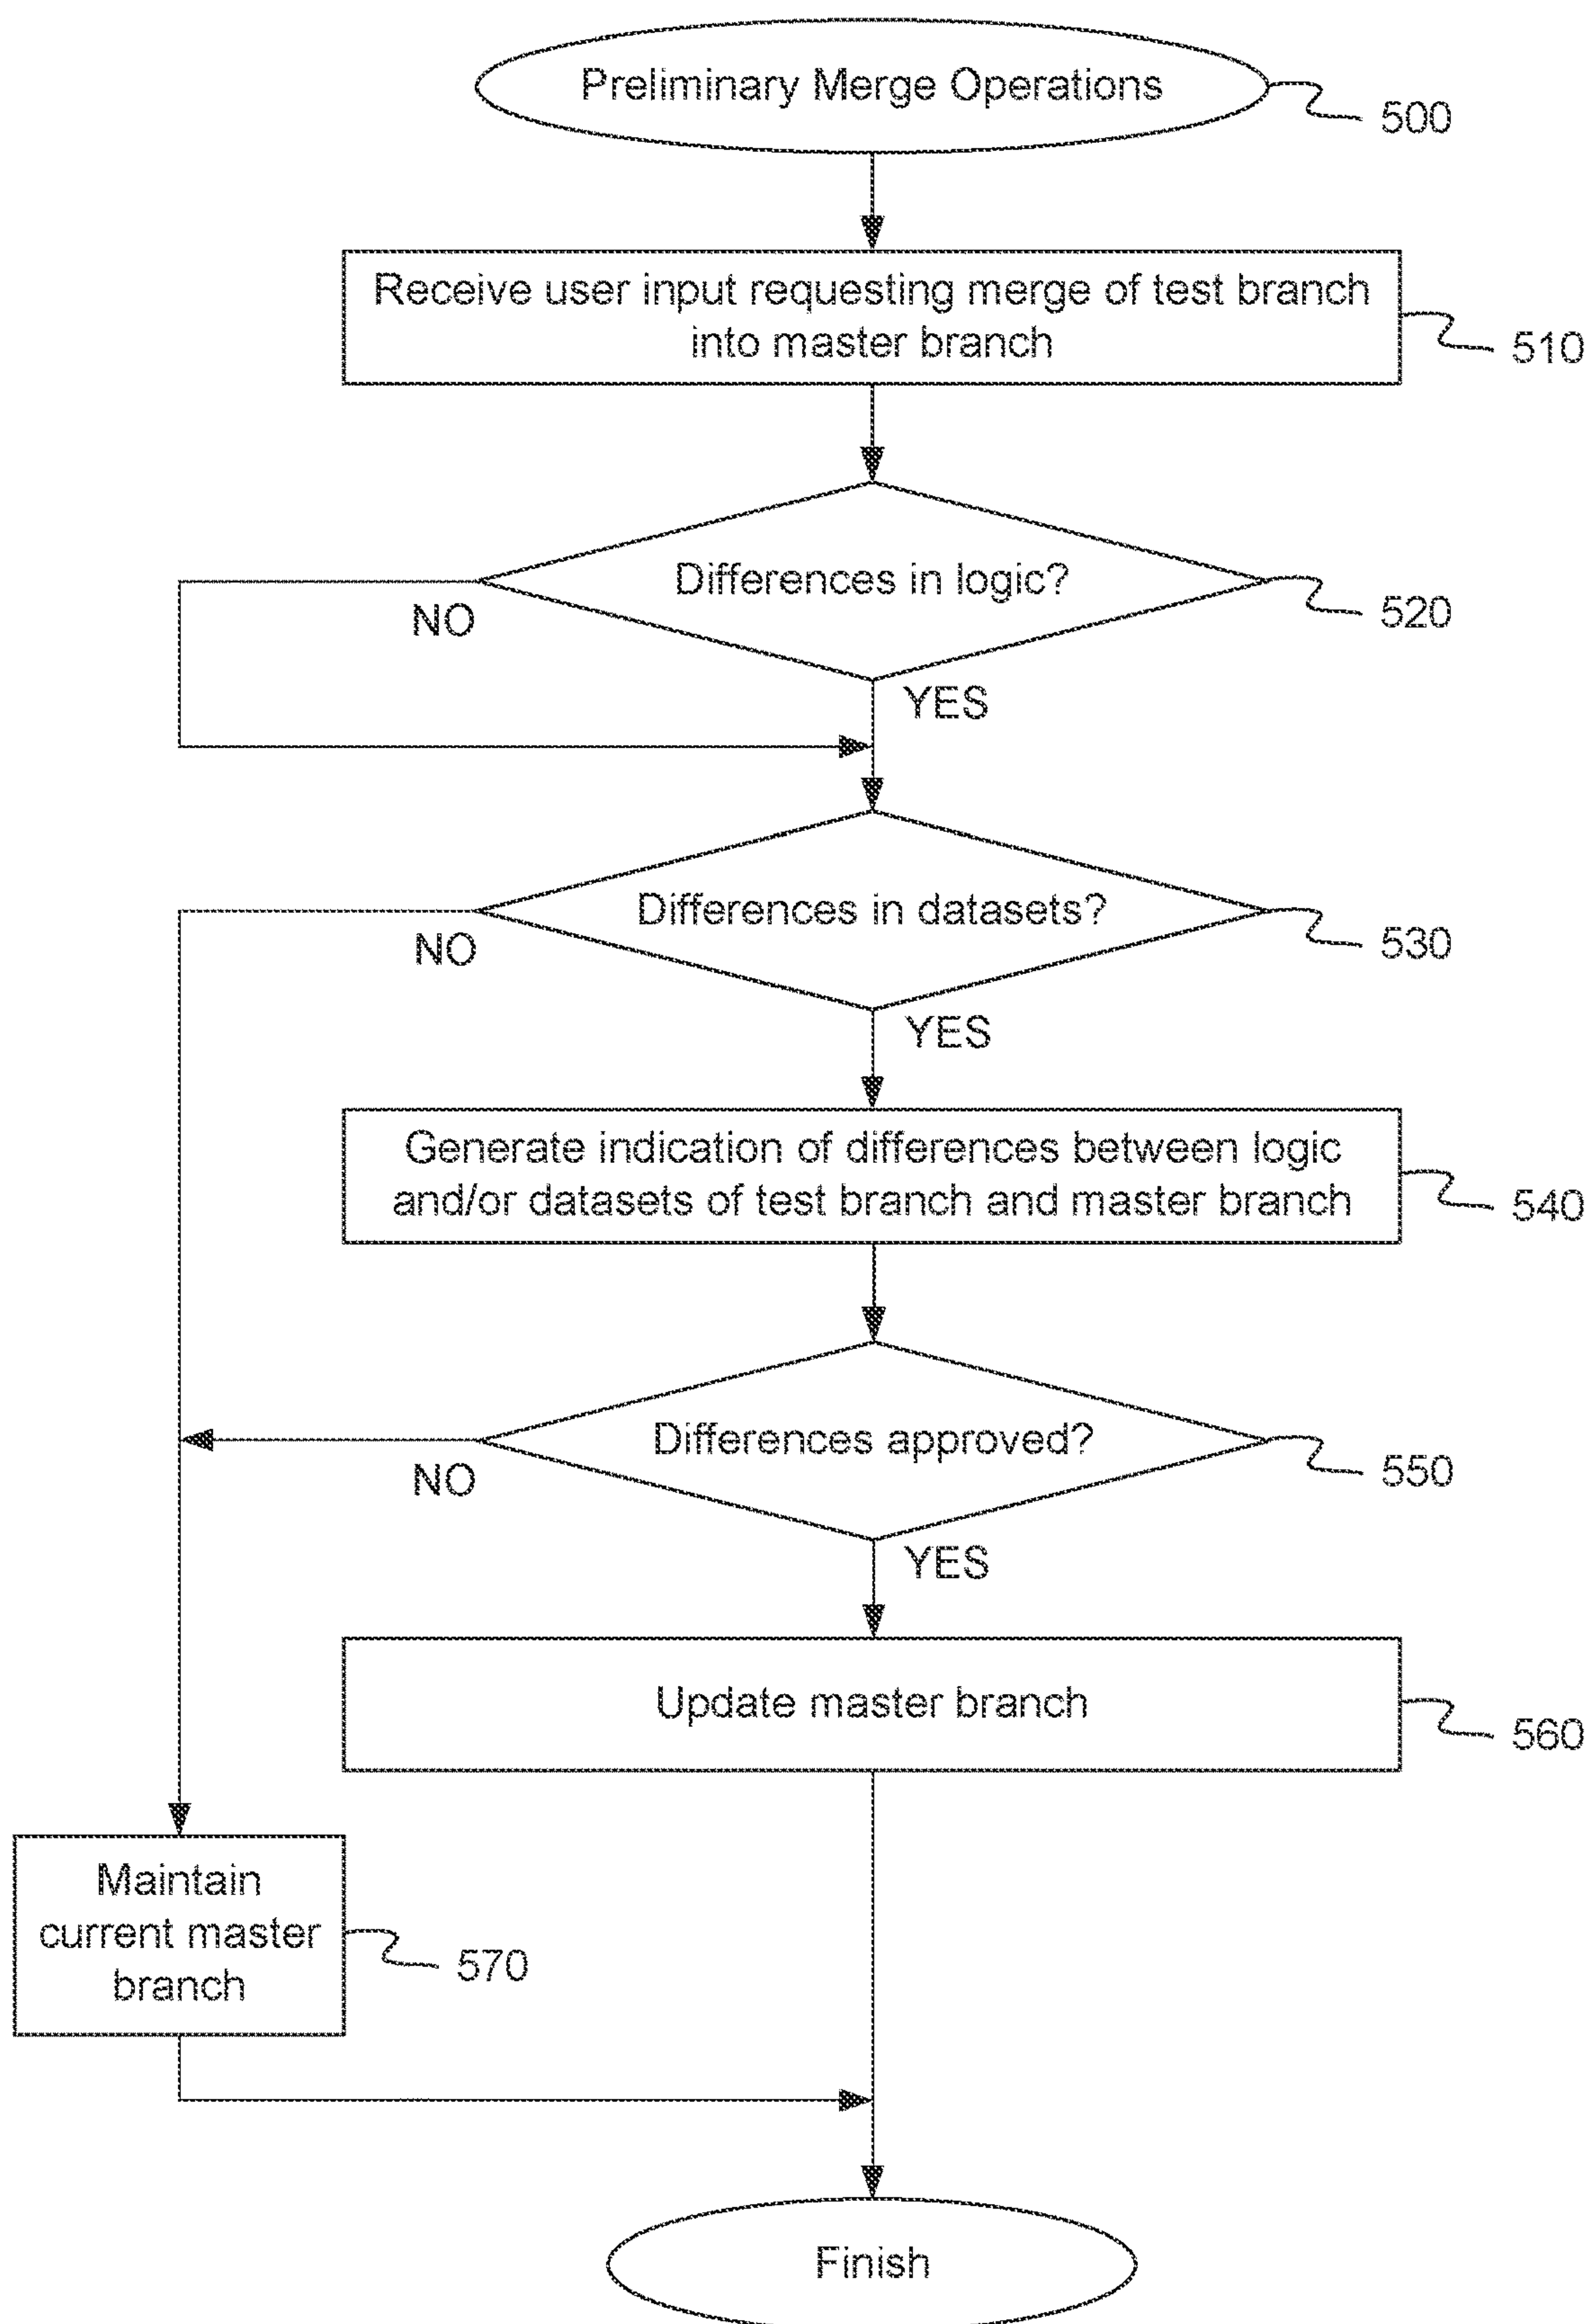 Preliminary Merge Operations
500
Receive user input requesting merge of test branch
into master branch
510
Differences in logic?
520
NO
YES
Differences in datasets?
530
NO
YES
Generate indication of differences between logic
and/or datasets of test branch and master branch
540
Differences approved?
550
NO
YES
Update master branch
560
Maintain
current master
branch
570
Finish